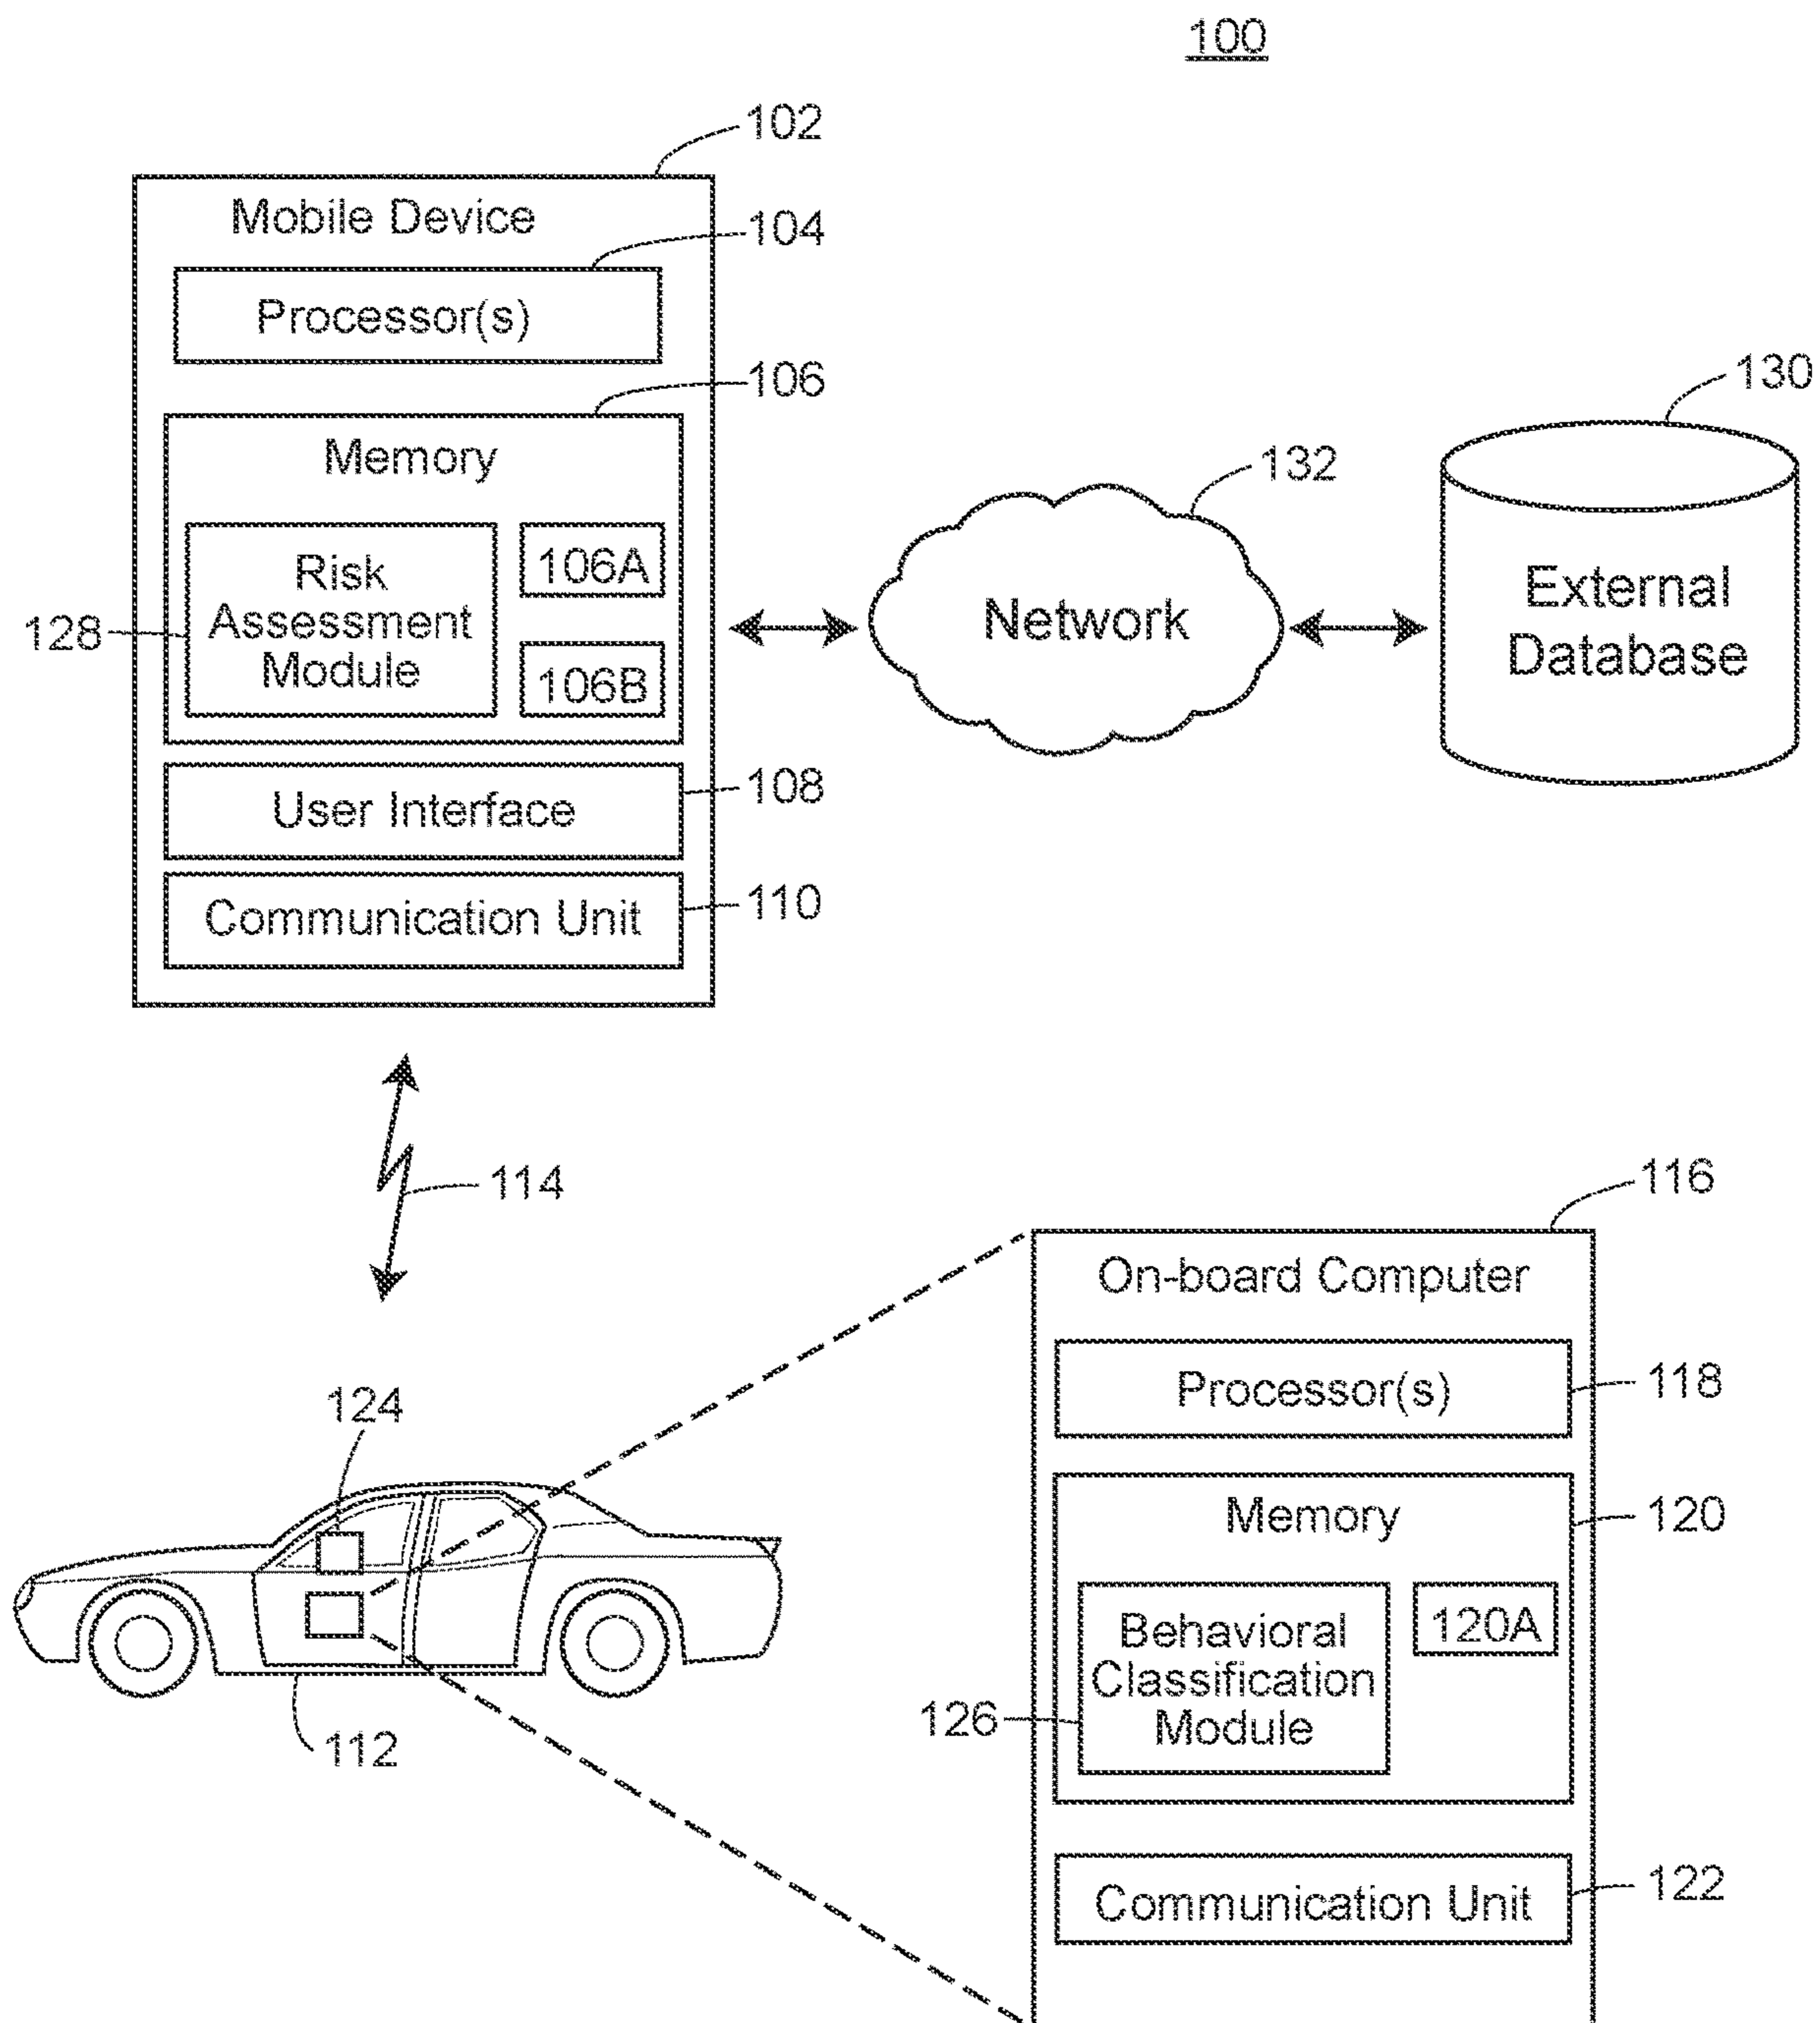 100
102
Mobile Device
104
Processor(s)
106
Memory
Risk
Assessment
Module
106A
106B
128
User Interface
108
Communication Unit
110
132
Network
130
External
Database
114
116
On-board Computer
Processor(s)
118
Memory
120
Behavioral
Classification
Module
120A
126
Communication Unit
122
124
112